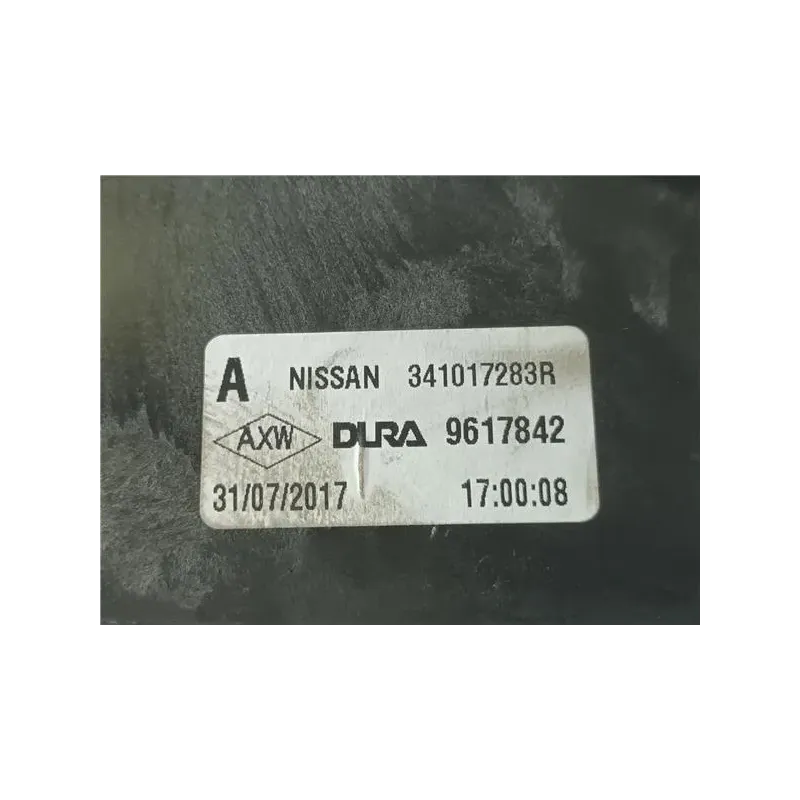 A NISSAN 341017283R
AXW DURA 9617842
31/07/2017 17:00:08